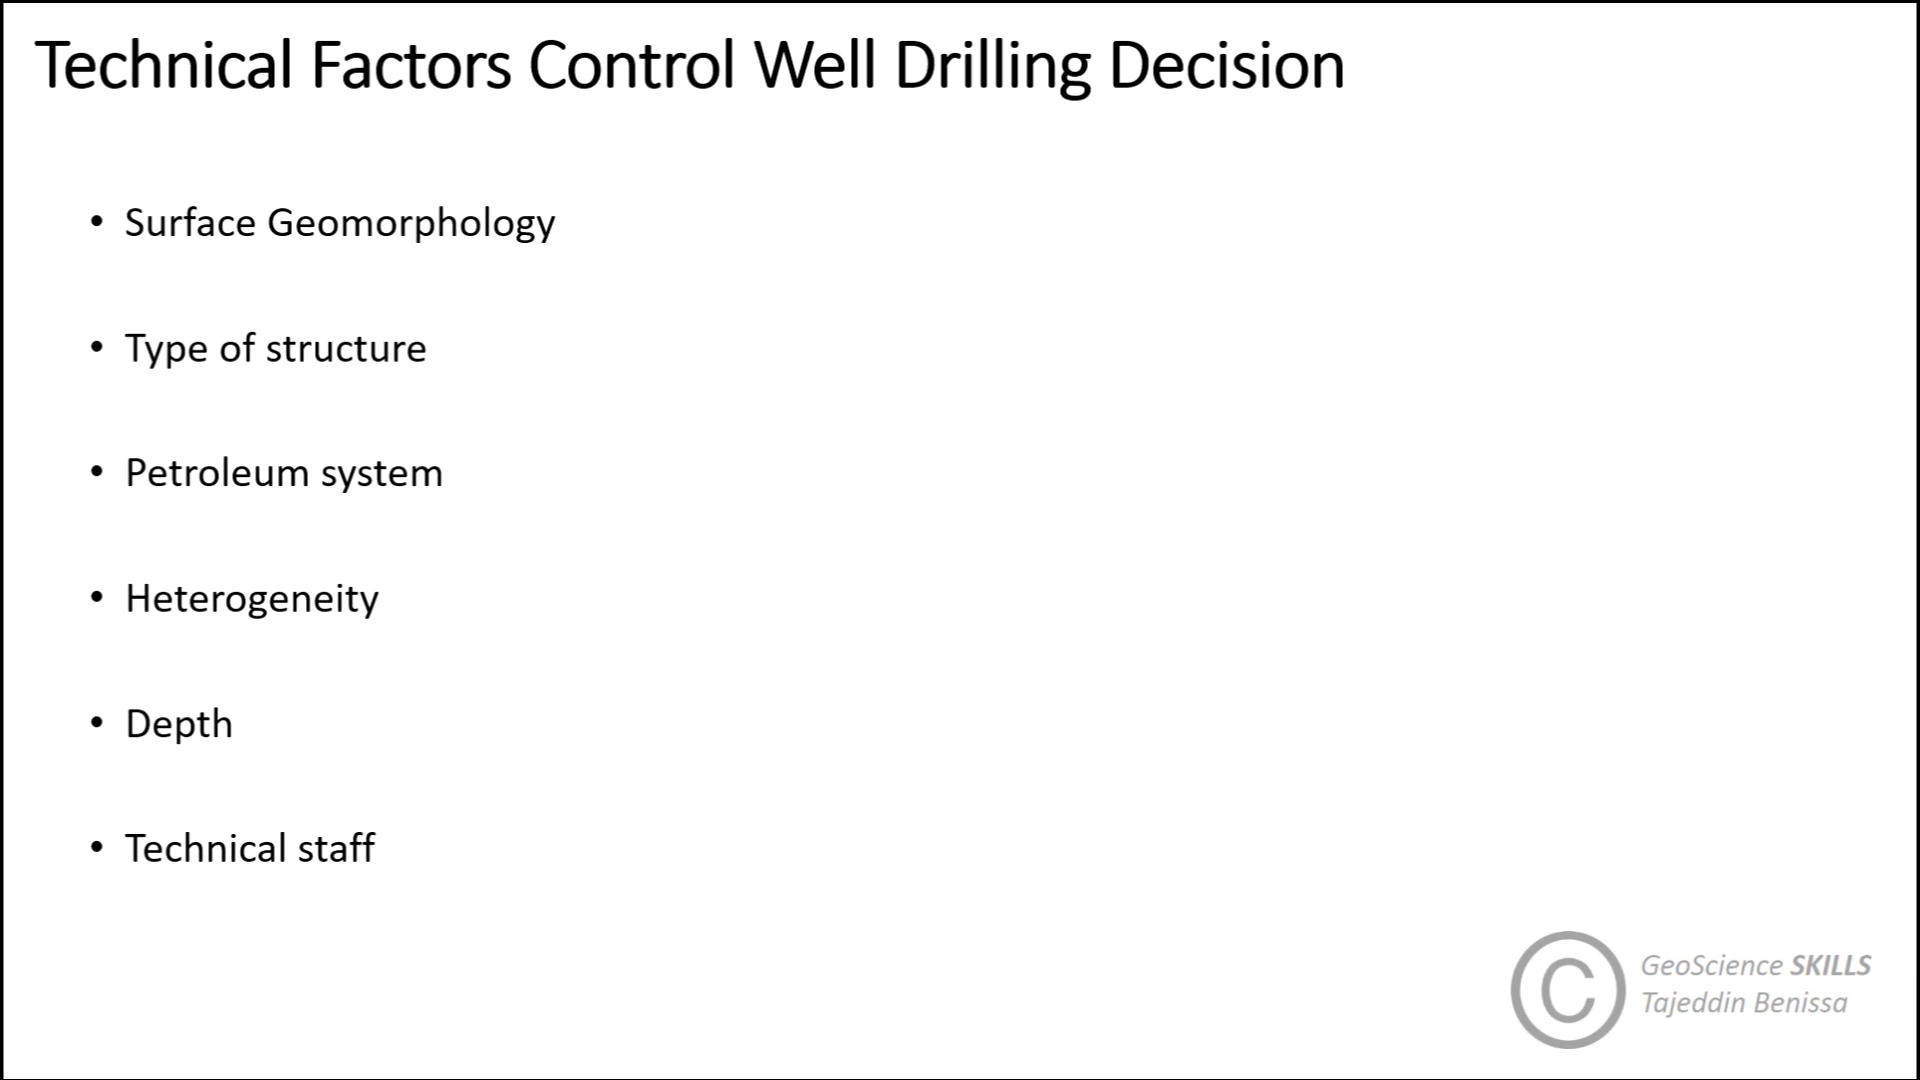 Technical Factors Control Well Drilling Decision
• Surface Geomorphology
• Type of structure
• Petroleum system
• Heterogeneity
• Depth
• Technical staff
© GeoScience SKILLS
Tajeddin Benissa